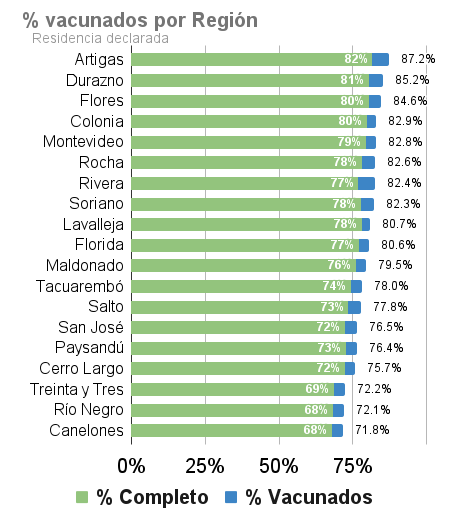 % vacunados por Región
Residencia declarada
Artigas 82% 87.2%
Durazno 81% 85.2%
Flores 80% 84.6%
Colonia 80% 82.9%
Montevideo 79% 82.8%
Rocha 78% 82.6%
Rivera 77% 82.4%
Soriano 78% 82.3%
Lavalleja 78% 80.7%
Florida 77% 80.6%
Maldonado 76% 79.5%
Tacuarembó 74% 78.0%
Salto 73% 77.8%
San José 72% 76.5%
Paysandú 73% 76.4%
Cerro Largo 72% 75.7%
Treinta y Tres 69% 72.2%
Río Negro 68% 72.1%
Canelones 68% 71.8%
0% 25% 50% 75%
% Completo % Vacunados